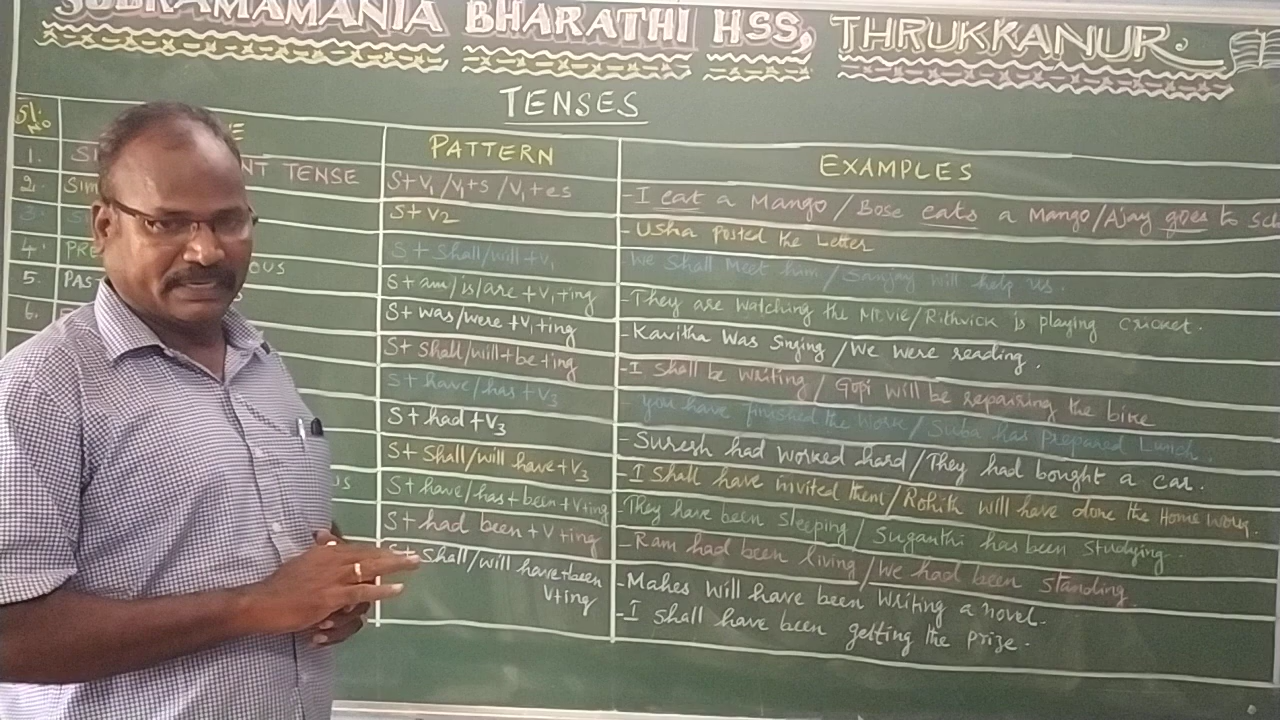 SUBRAMAMANIA BHARATHI HSS, THRUKKANUR.
TENSES
Sl. No
PATTERN
EXAMPLES
1. NT TENSE S+V1/V1+s/V1+es -I eat a Mango/Bose eats a Mango/Ajay goes to
2. SIM S+V2 -Usha Posted the Letter
3. S+Shall/will+V1 -We Shall Meet him/Sanjay will help us.
4. PRE OUS S+am/is/are+V1+ing -They are watching the Movie/Rithvick is playing cricket.
5. PAS S+was/were+V1+ing -Kavitha Was Singing/We were reading.
6. S+Shall/will+be+ing -I Shall be writing/Gopi will be repairing the bike
S+have/has+V3 -You have finished the Work/Suba has prepared Lunch.
S+had+V3 -Suresh had worked hard/They had bought a car.
S+Shall/will have+V3 -I Shall have invited them/Rohith will have done the Home work.
US S+have/has+been+V+ing -They have been Sleeping/Suganthi has been Studying.
S+had been+V+ing -Ram had been living/We had been standing.
S+Shall/will have+been -Makes will have been Writing a novel.
V+ing -I Shall have been getting the Prize.